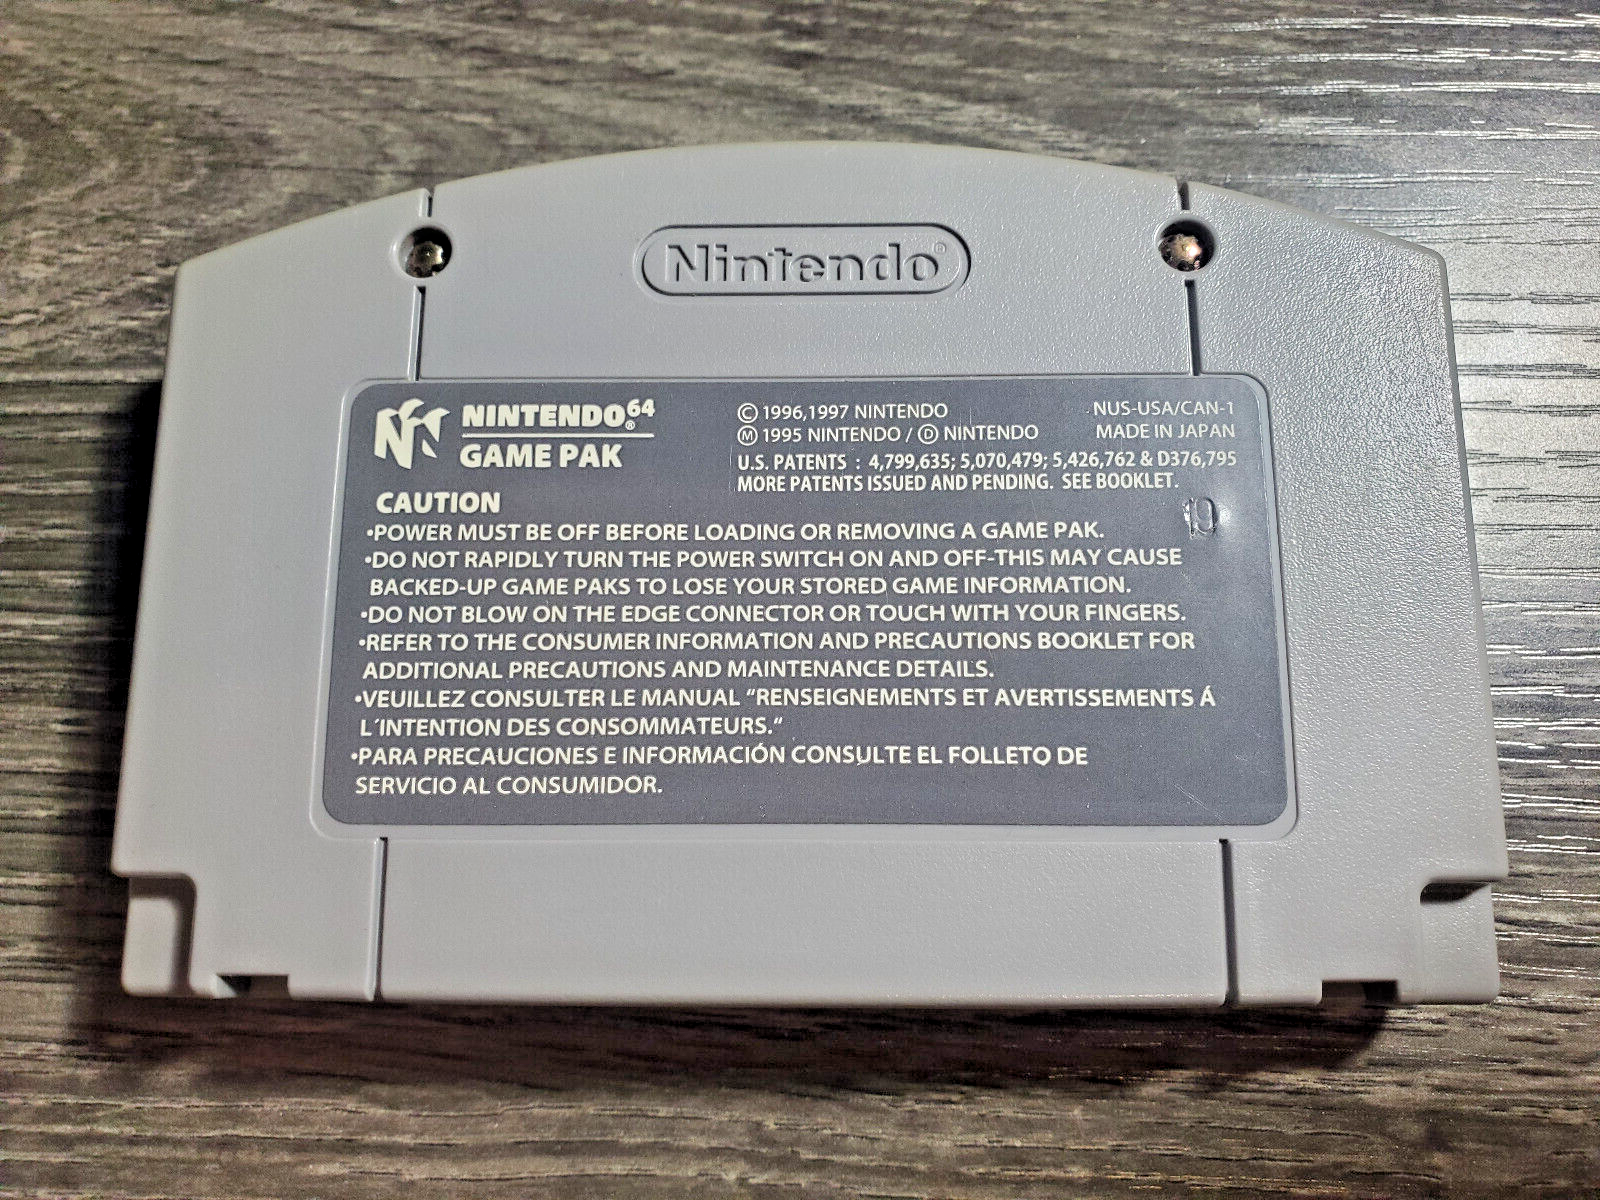 Nintendo®
NINTENDO64®
GAME PAK
© 1996,1997 NINTENDO
NUS-USA/CAN-1
Ⓜ 1995 NINTENDO / Ⓓ NINTENDO
MADE IN JAPAN
U.S. PATENTS : 4,799,635; 5,070,479; 5,426,762 & D376,795
MORE PATENTS ISSUED AND PENDING. SEE BOOKLET.
CAUTION
19
•POWER MUST BE OFF BEFORE LOADING OR REMOVING A GAME PAK.
•DO NOT RAPIDLY TURN THE POWER SWITCH ON AND OFF-THIS MAY CAUSE
BACKED-UP GAME PAKS TO LOSE YOUR STORED GAME INFORMATION.
•DO NOT BLOW ON THE EDGE CONNECTOR OR TOUCH WITH YOUR FINGERS.
•REFER TO THE CONSUMER INFORMATION AND PRECAUTIONS BOOKLET FOR
ADDITIONAL PRECAUTIONS AND MAINTENANCE DETAILS.
•VEUILLEZ CONSULTER LE MANUAL “RENSEIGNEMENTS ET AVERTISSEMENTS Á
L´INTENTION DES CONSOMMATEURS.“
•PARA PRECAUCIONES E INFORMACIÓN CONSULTE EL FOLLETO DE
SERVICIO AL CONSUMIDOR.